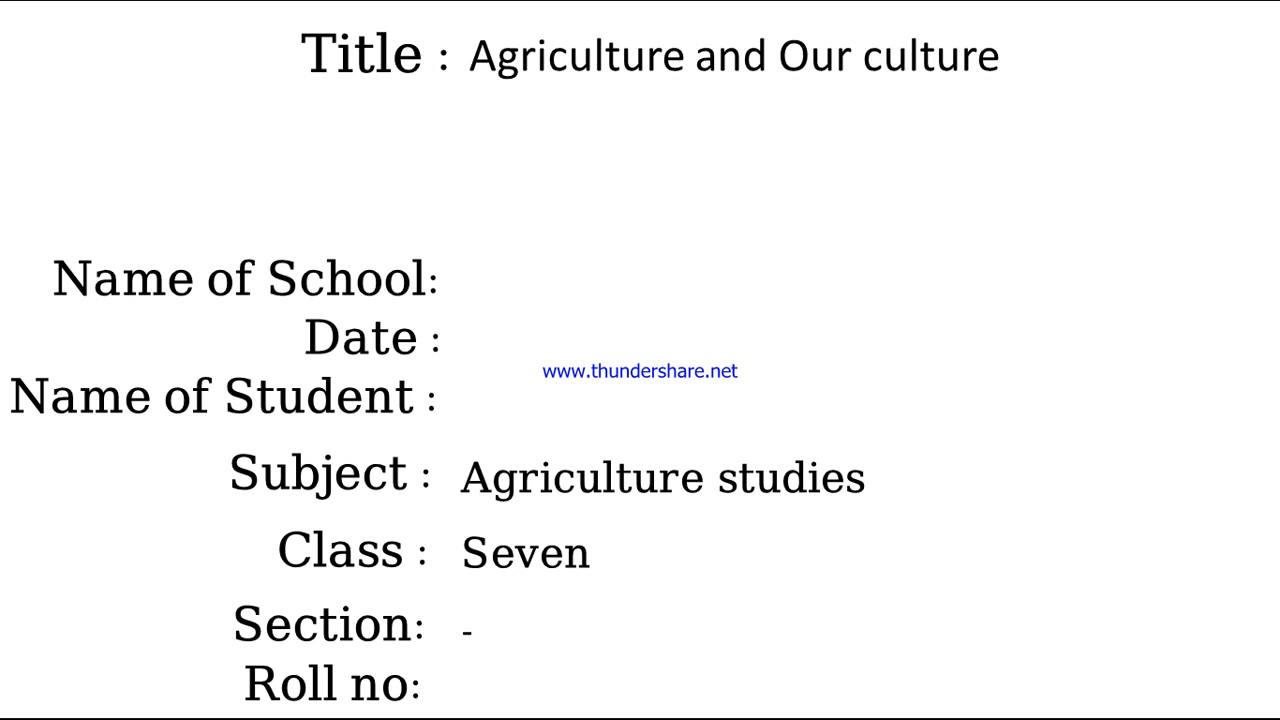 Title : Agriculture and Our culture
Name of School:
Date :
www.thundershare.net
Name of Student :
Subject : Agriculture studies
Class : Seven
Section: -
Roll no: